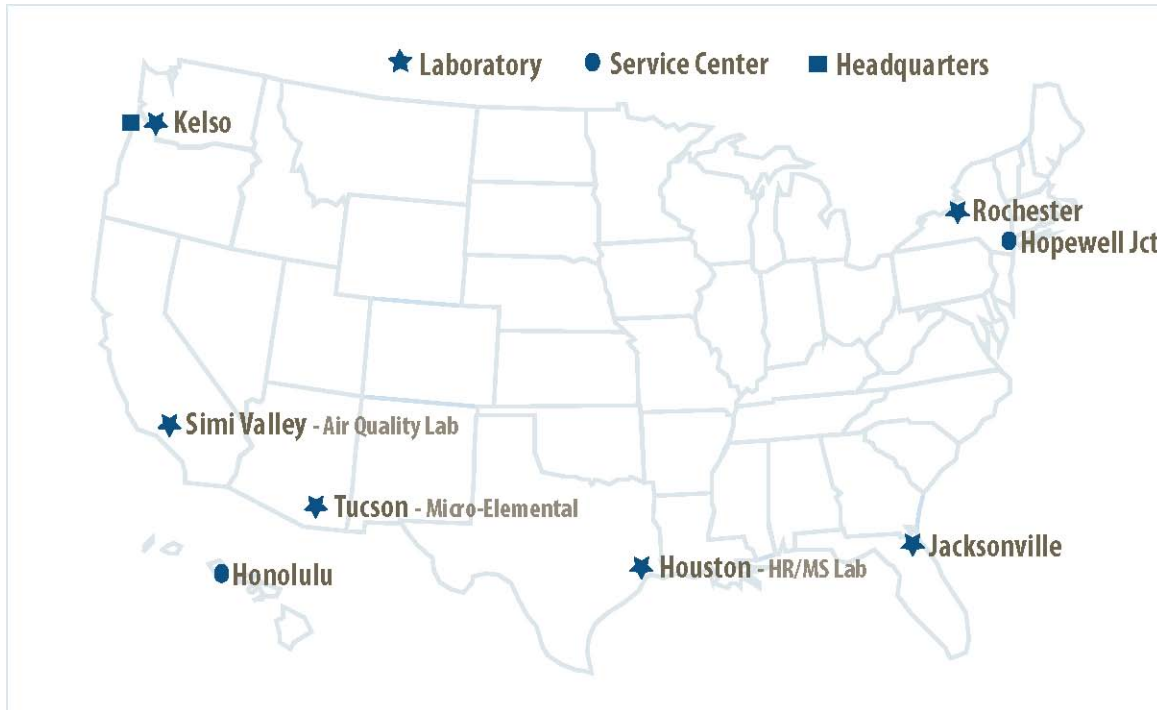 Laboratory Service Center Headquarters
Kelso
Rochester
Hopewell Jct
Simi Valley - Air Quality Lab
Tucson - Micro-Elemental
Jacksonville
Houston - HR/MS Lab
Honolulu